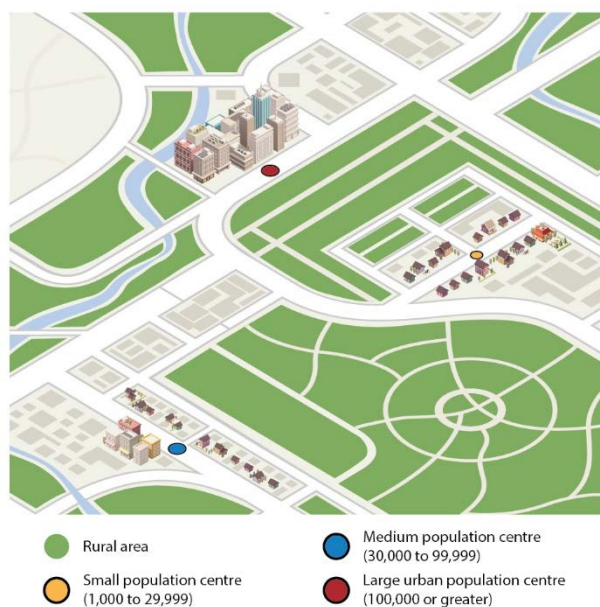 Rural area
Small population centre
(1,000 to 29,999)
Medium population centre
(30,000 to 99,999)
Large urban population centre
(100,000 or greater)